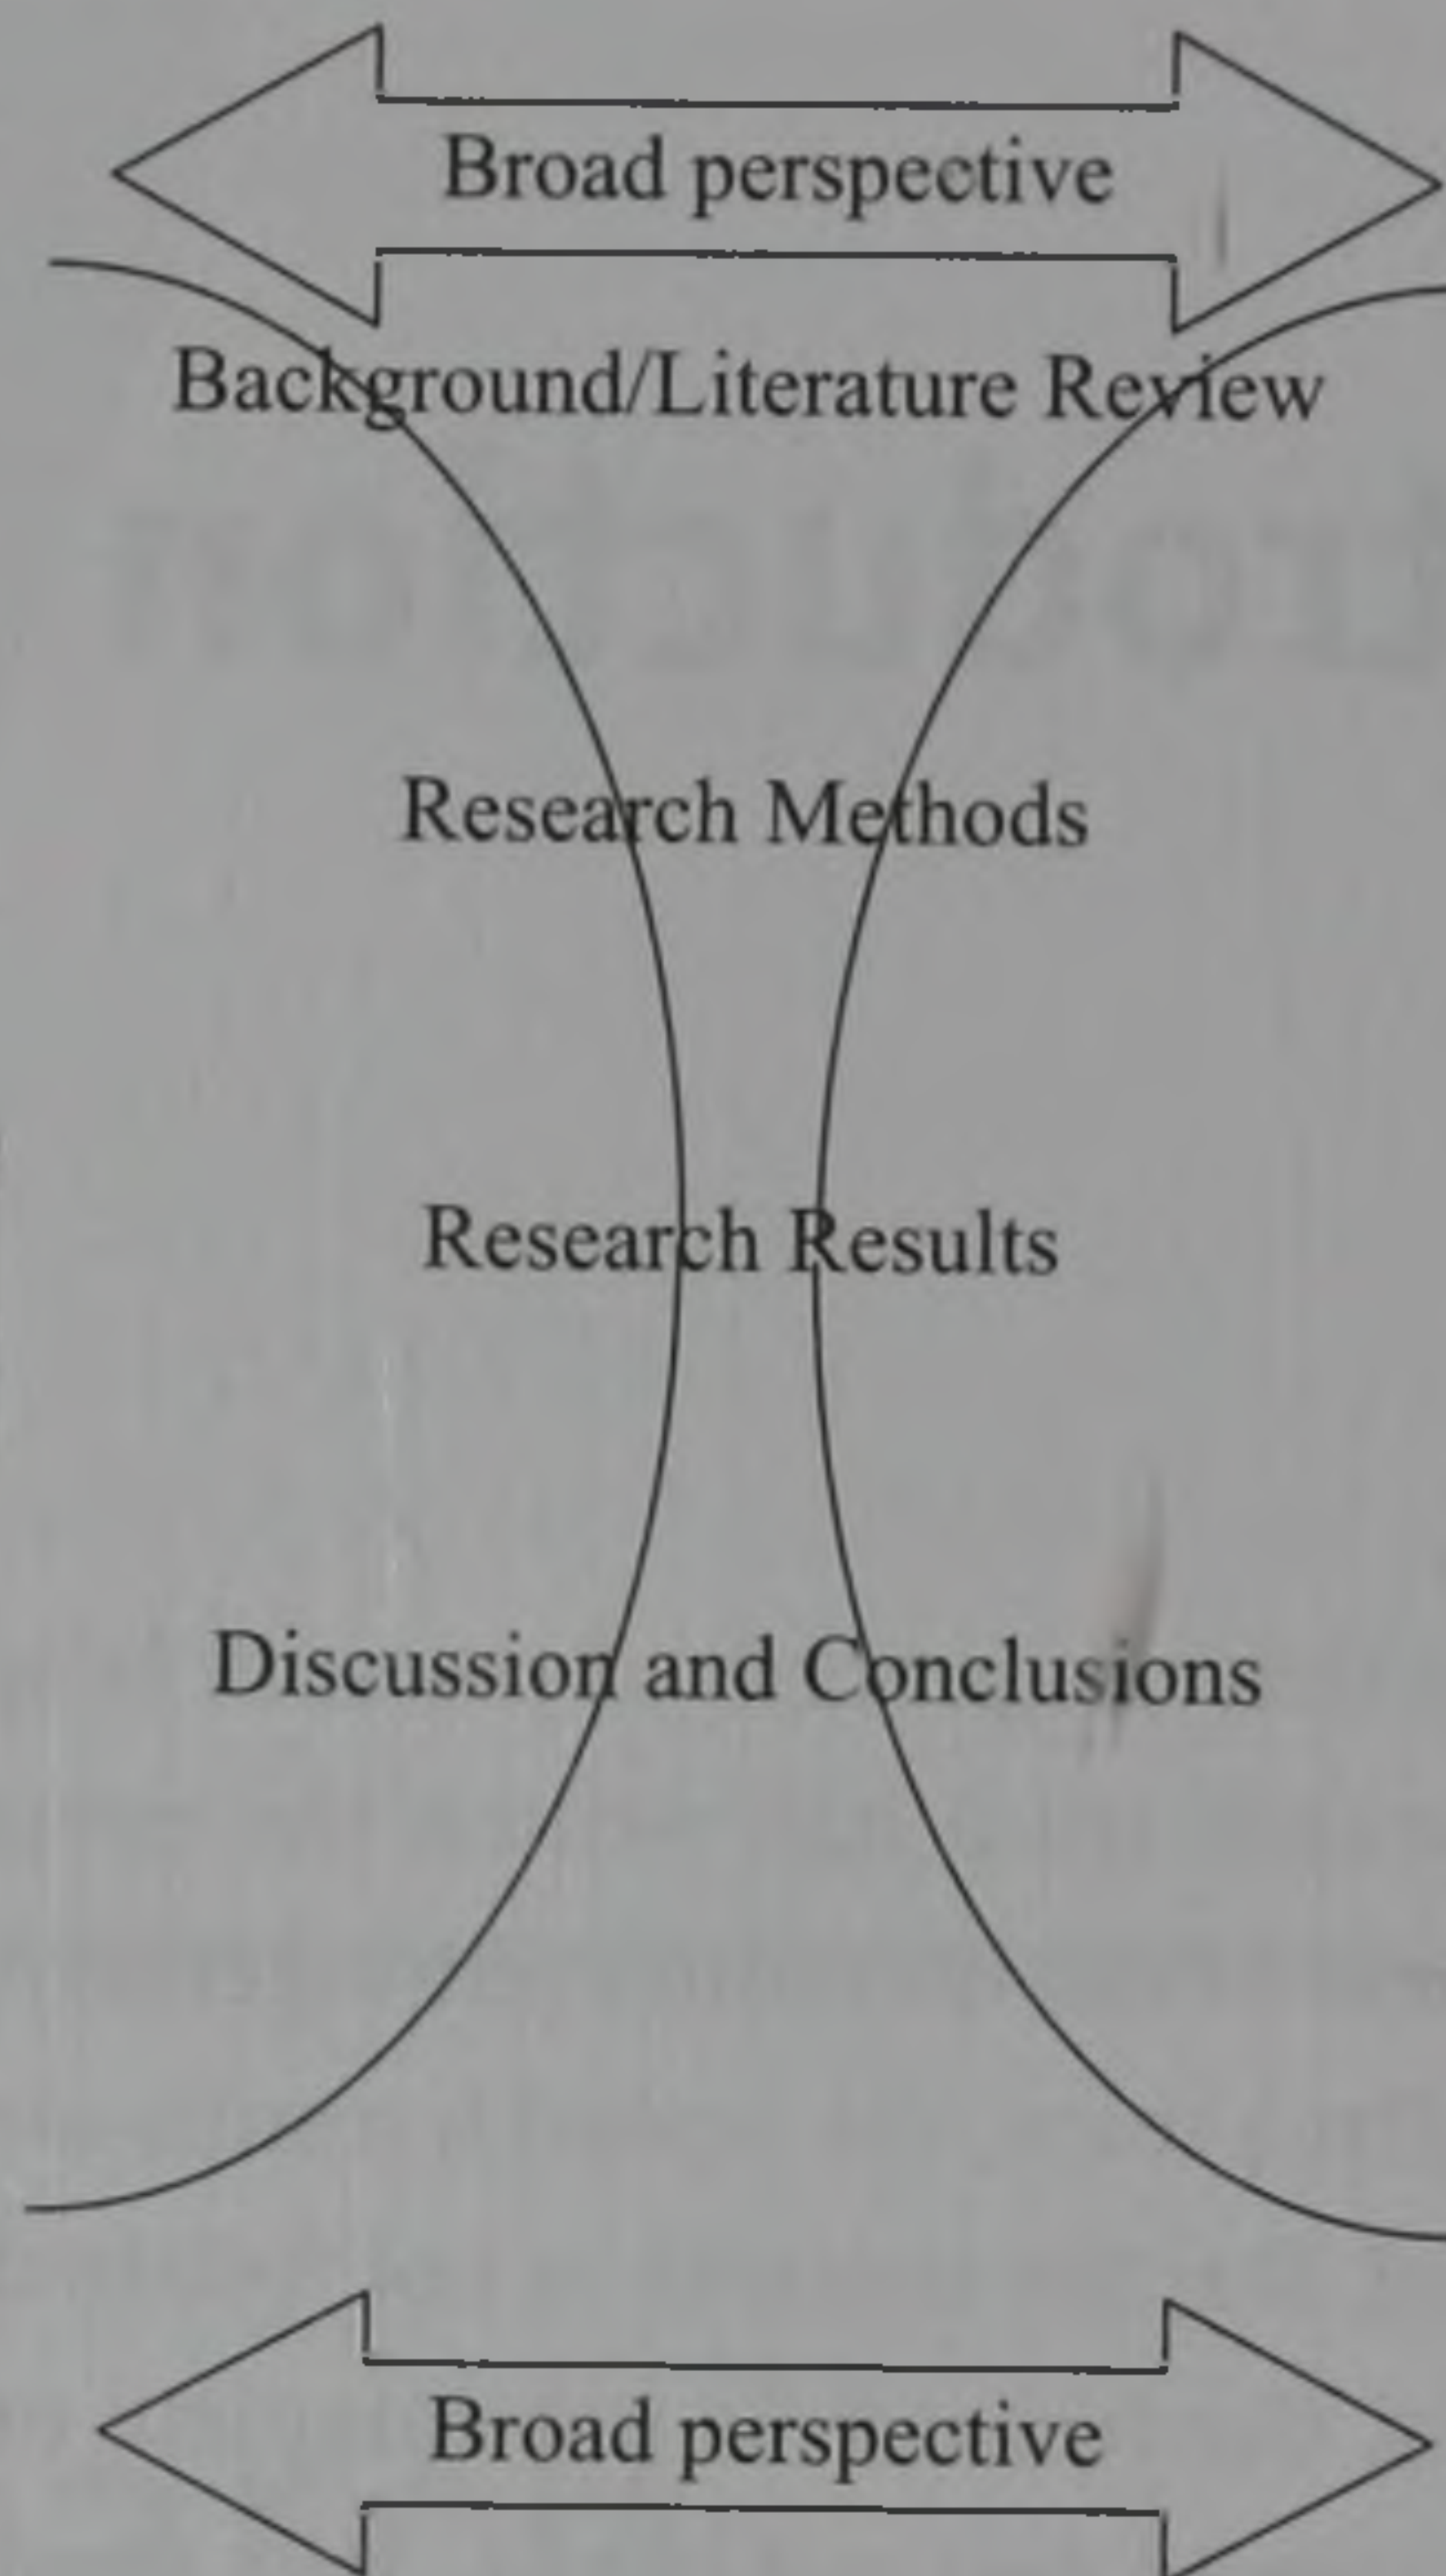 Broad perspective
Background/Literature Review
Research Methods
Research Results
Discussion and Conclusions
Broad perspective